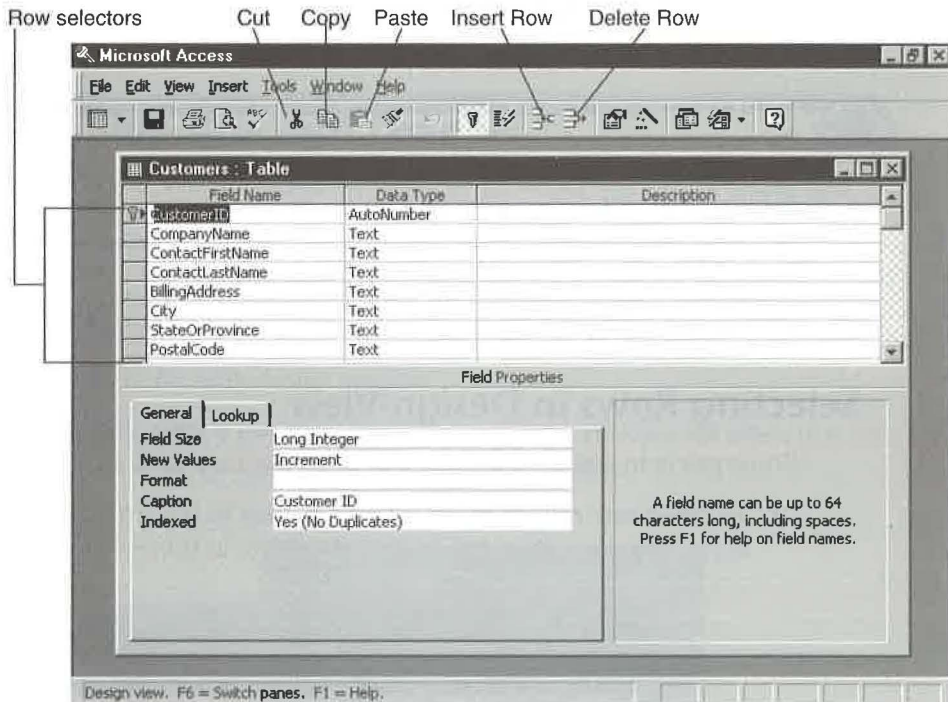 Row selectors Cut Copy Paste Insert Row Delete Row
Microsoft Access
File Edit View Insert Tools Window Help
ABC
Customers : Table
Field Name Data Type Description
CustomerID AutoNumber
CompanyName Text
ContactFirstName Text
ContactLastName Text
BillingAddress Text
City Text
StateOrProvince Text
PostalCode Text
Field Properties
General Lookup
Field Size Long Integer
New Values Increment
Format
Caption Customer ID
Indexed Yes (No Duplicates)
A field name can be up to 64
characters long, including spaces.
Press F1 for help on field names.
Design view. F6 = Switch panes. F1 = Help.